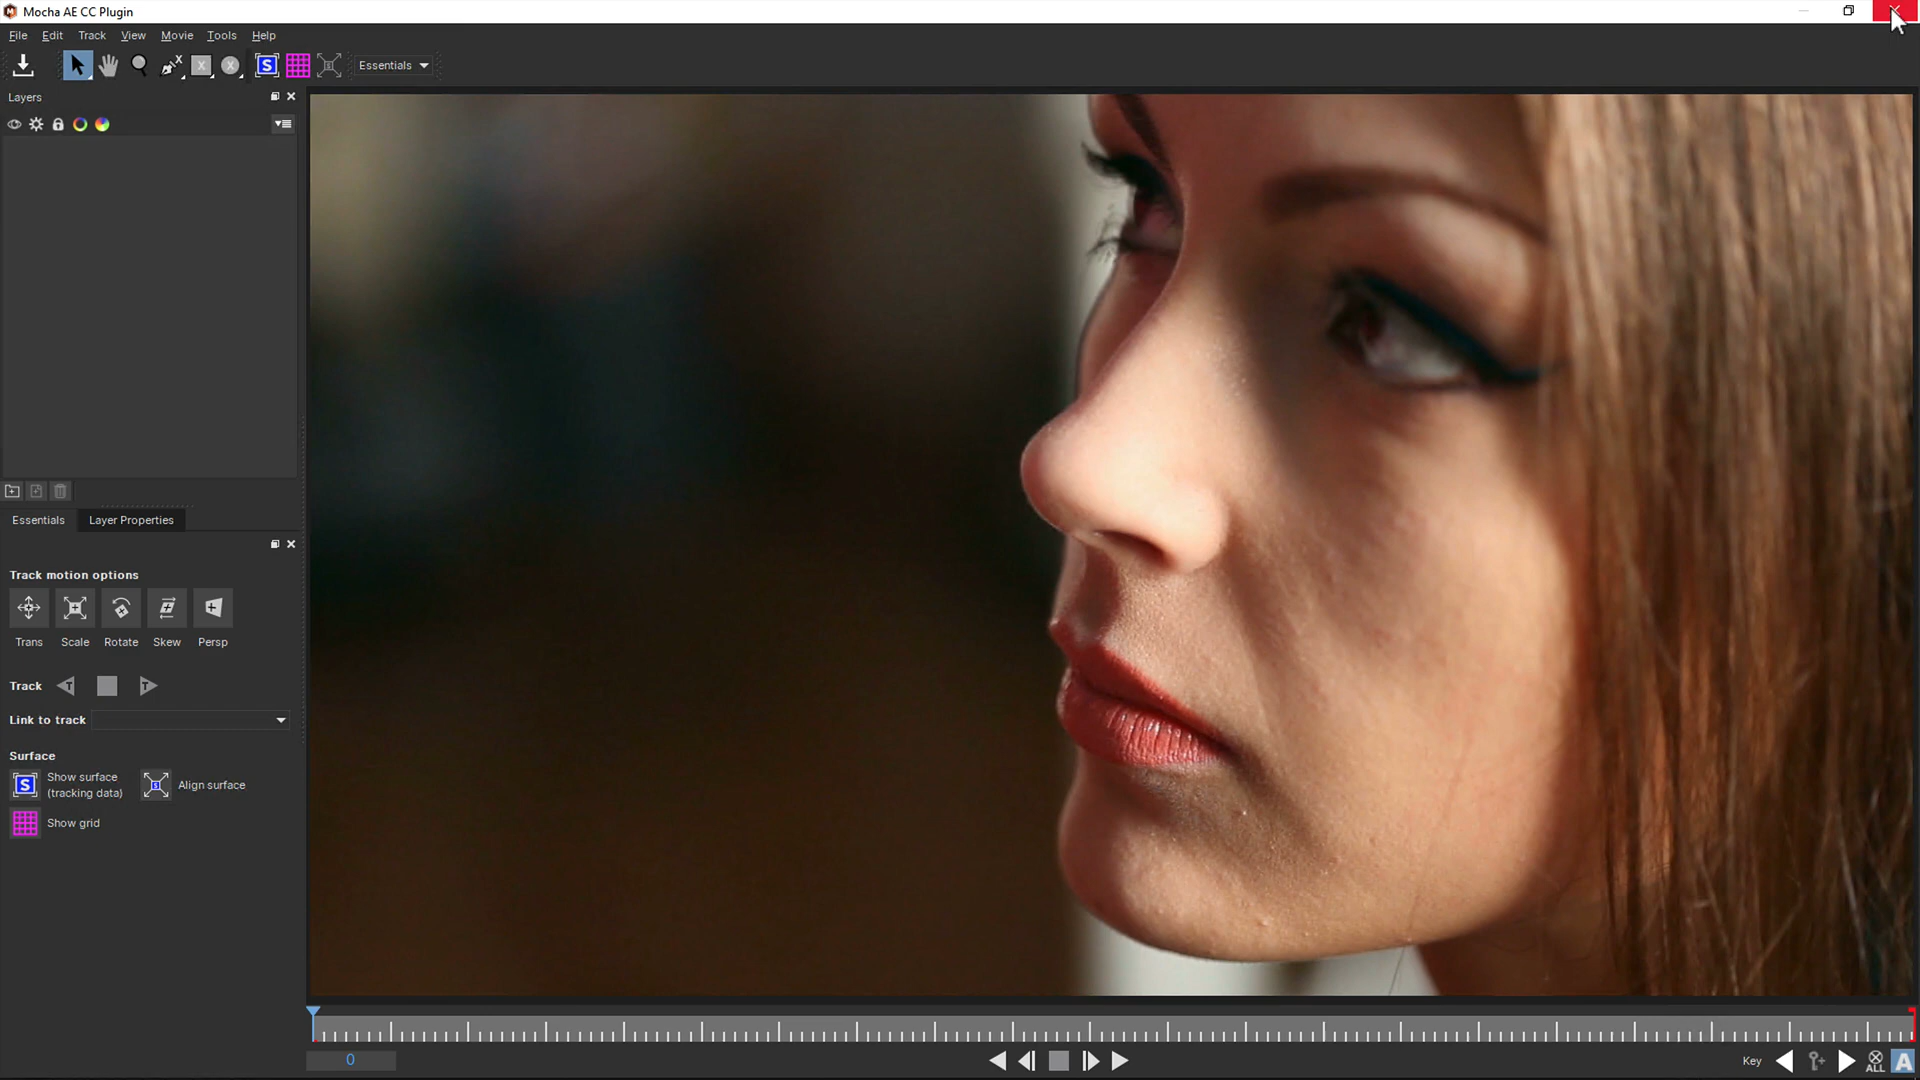 Mocha AE CC Plugin
File Edit Track View Movie Tools Help
Essentials
Layers
Essentials Layer Properties
Track motion options
Trans Scale Rotate Skew Persp
Track
Link to track
Surface
Show surface
(tracking data)
Align surface
Show grid
0
Key
ALL
A